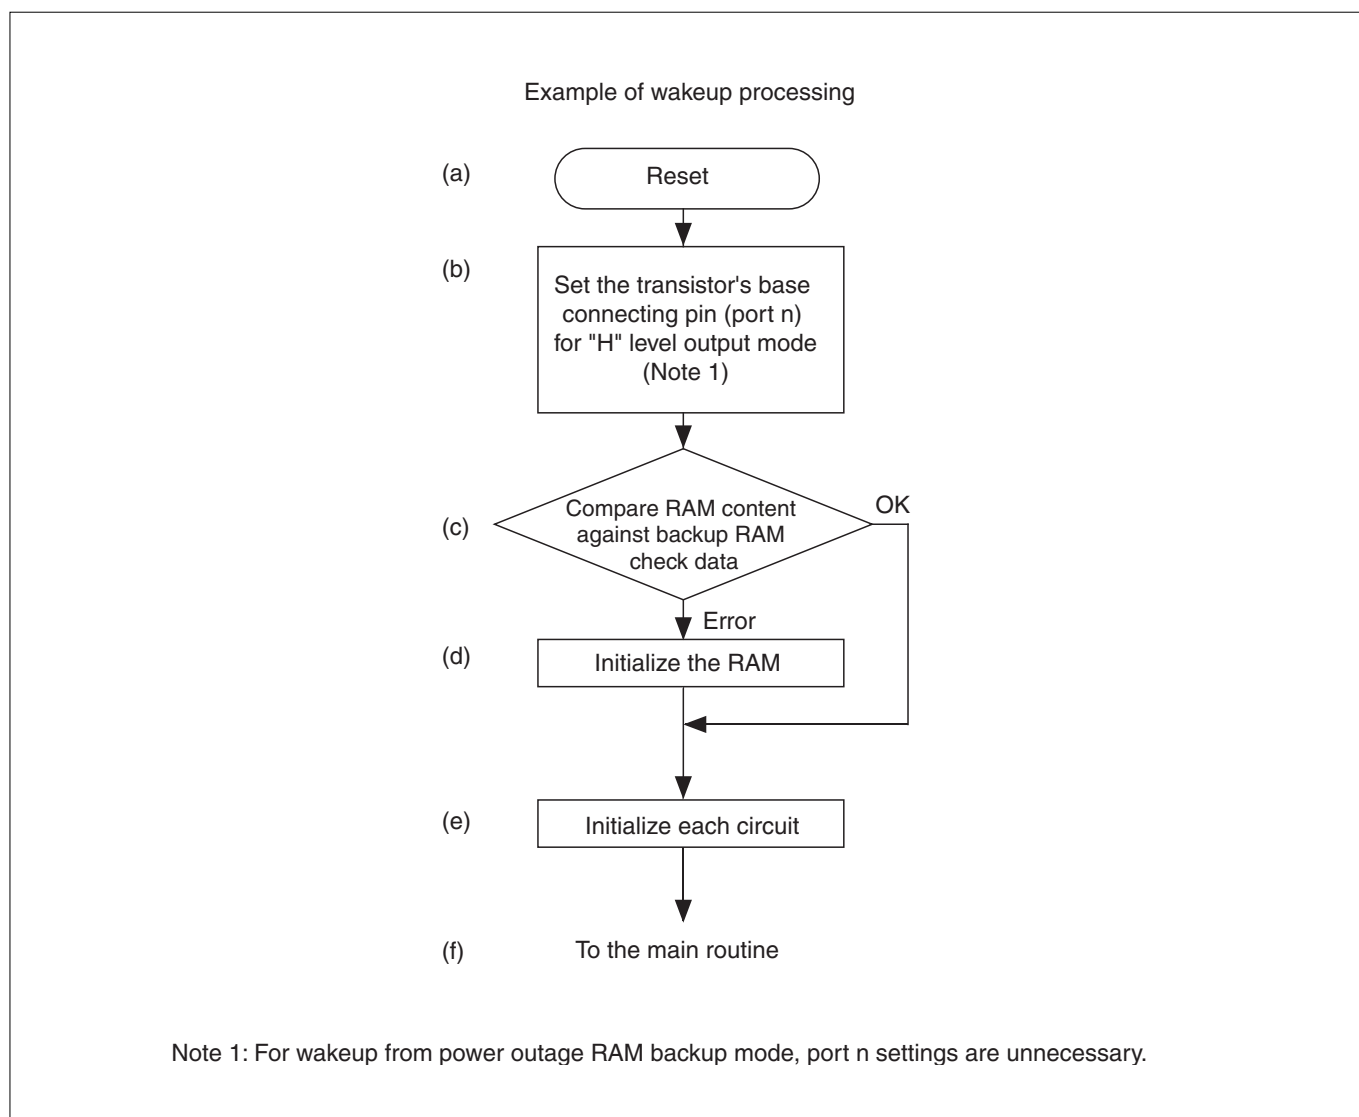 Example of wakeup processing
(a)
Reset
(b)
Set the transistor's base
connecting pin (port n)
for "H" level output mode
(Note 1)
(c)
Compare RAM content
against backup RAM
check data
OK
Error
(d)
Initialize the RAM
(e)
Initialize each circuit
(f)
To the main routine
Note 1: For wakeup from power outage RAM backup mode, port n settings are unnecessary.